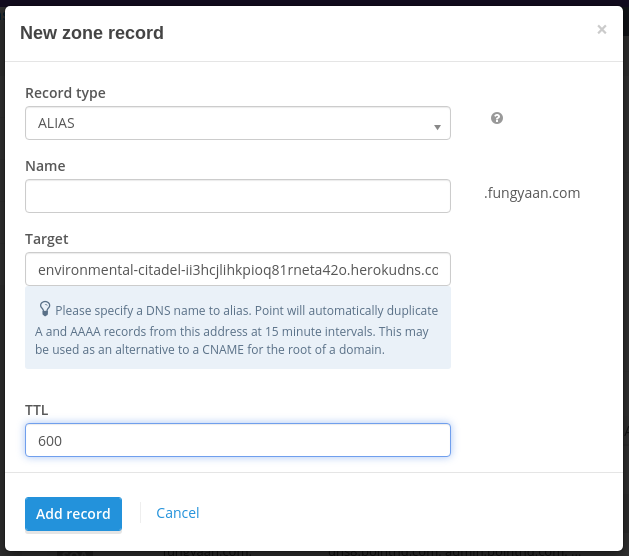 New zone record
×
Record type
ALIAS
?
Name
.fungyaan.com
Target
environmental-citadel-ii3hcjlihkpioq81rneta42o.herokudns.cc
Please specify a DNS name to alias. Point will automatically duplicate
A and AAAA records from this address at 15 minute intervals. This may
be used as an alternative to a CNAME for the root of a domain.
TTL
600
Add record
Cancel